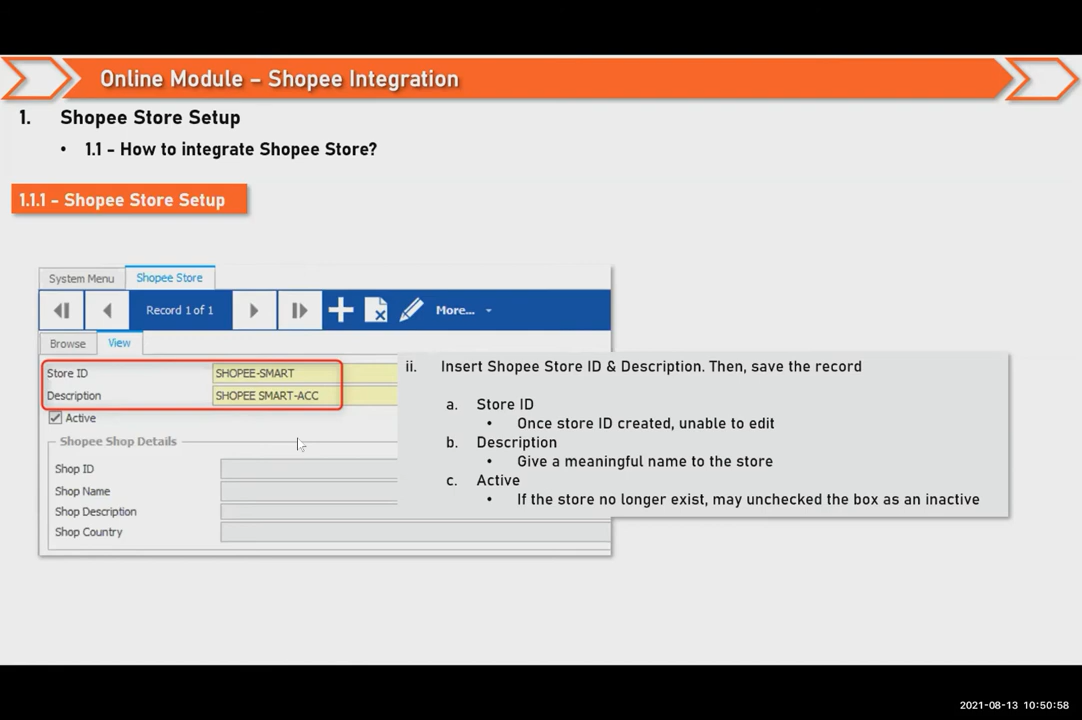 Online Module – Shopee Integration
1. Shopee Store Setup
• 1.1 - How to integrate Shopee Store?
1.1.1 - Shopee Store Setup
System Menu Shopee Store
Record 1 of 1 More...
Browse View
Store ID SHOPEE-SMART
Description SHOPEE SMART-ACC
Active
Shopee Shop Details
Shop ID
Shop Name
Shop Description
Shop Country
ii. Insert Shopee Store ID & Description. Then, save the record
a. Store ID
• Once store ID created, unable to edit
b. Description
• Give a meaningful name to the store
c. Active
• If the store no longer exist, may unchecked the box as an inactive
2021-08-13 10:50:58